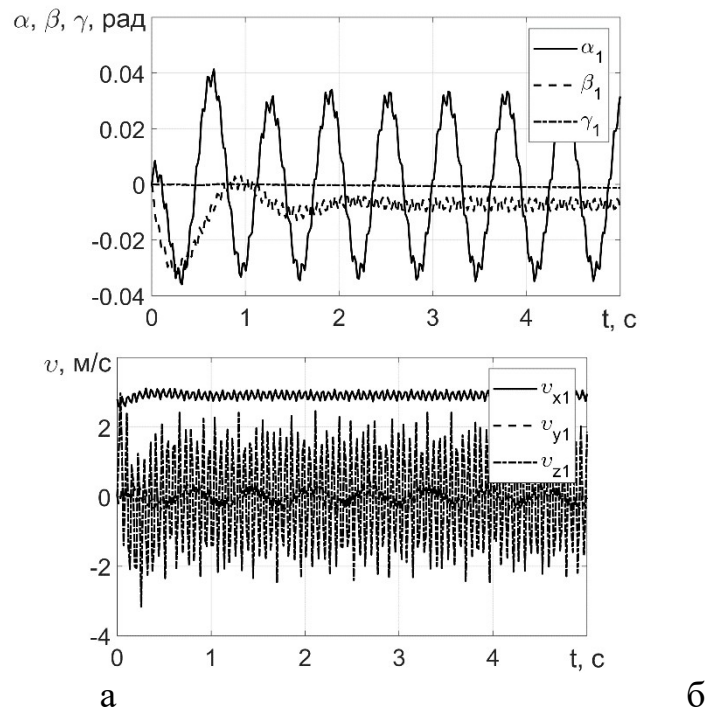 α, β, γ, рад
α1
β1
γ1
0.04
0.02
0
-0.02
-0.04
0 1 2 3 4 t, с
υ, м/с
υx1
υy1
υz1
2
0
-2
-4
0 1 2 3 4 t, с
а б